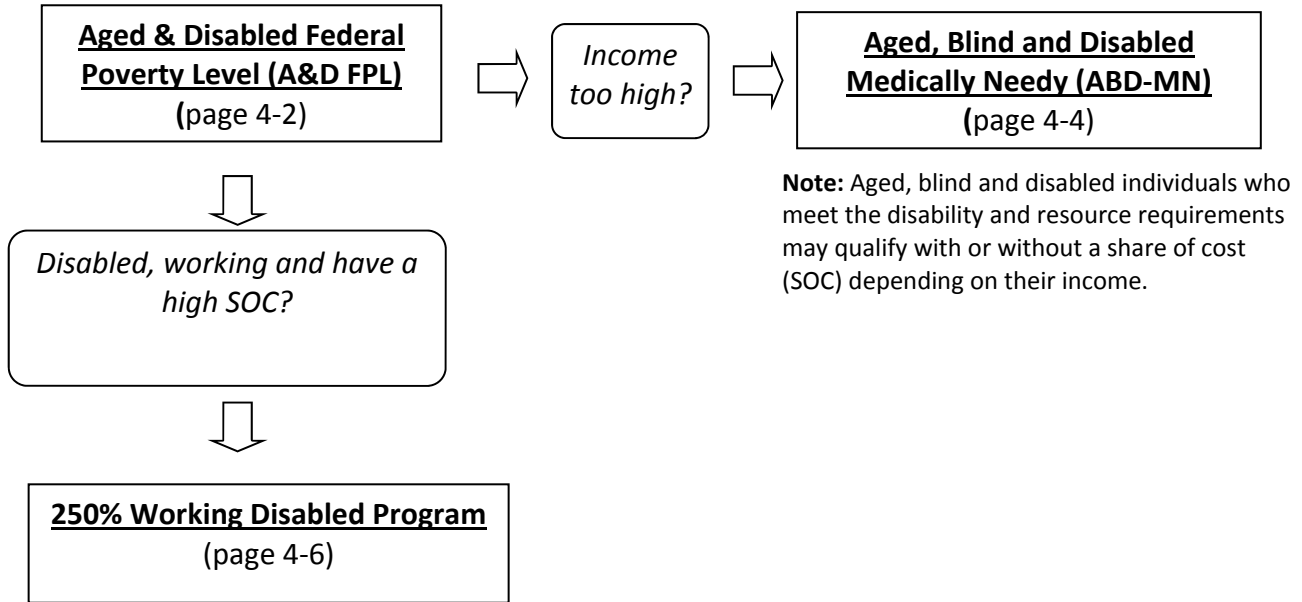 Aged & Disabled Federal
Poverty Level (A&D FPL)
(page 4-2)
Income
too high?
Aged, Blind and Disabled
Medically Needy (ABD-MN)
(page 4-4)
Note: Aged, blind and disabled individuals who
meet the disability and resource requirements
may qualify with or without a share of cost
(SOC) depending on their income.
Disabled, working and have a
high SOC?
250% Working Disabled Program
(page 4-6)